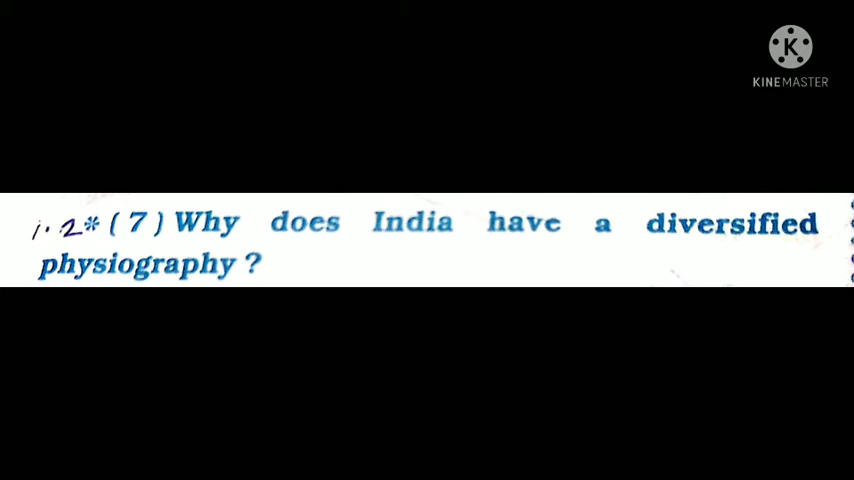 K
KINEMASTER
1.2* (7) Why does India have a diversified
physiography?